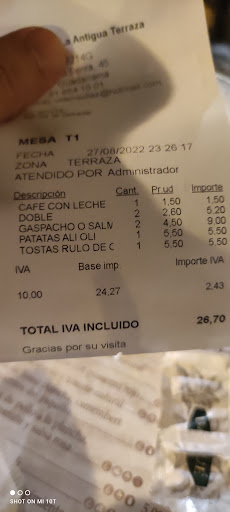 Antigua Terraza
MESA T1
FECHA 27/08/2022 23 26 17
ZONA TERRAZA
ATENDIDO POR Administrador
Descripción Cant. Pr.ud Importe
CAFE CON LECHE 1 1,50 1,50
DOBLE 2 2,60 5,20
GASPACHO O SALM 2 4,50 9,00
PATATAS ALI OLI 1 5,50 5,50
TOSTAS RULO DE C 1 5,50 5,50
IVA Base imp Importe IVA
10,00 24,27 2,43
TOTAL IVA INCLUIDO 26,70
Gracias por su visita
SHOT ON MI 10T